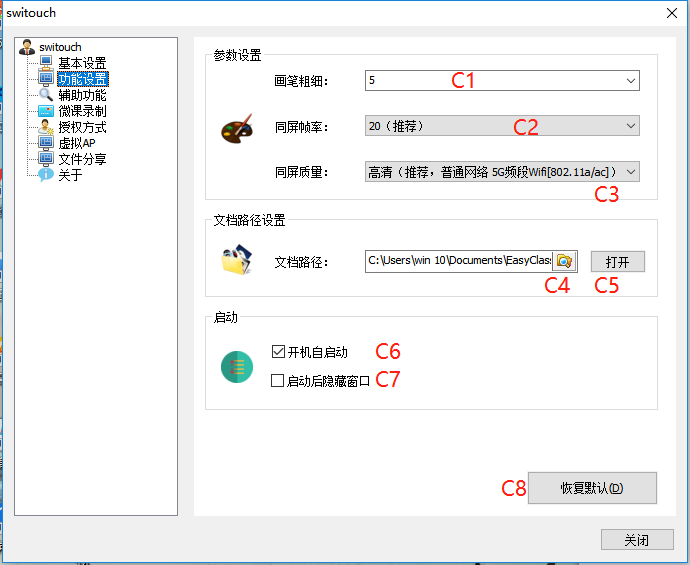 switouch
switouch
基本设置
功能设置
辅助功能
微课录制
授权方式
虚拟AP
文件分享
关于
参数设置
画笔粗细： 5 C1
同屏帧率： 20（推荐） C2
同屏质量： 高清（推荐，普通网络 5G频段Wifi[802.11a/ac]）
C3
文档路径设置
文档路径： C:\Users\win 10\Documents\EasyClass 打开
C4 C5
启动
开机自启动 C6
启动后隐藏窗口 C7
C8 恢复默认(D)
关闭